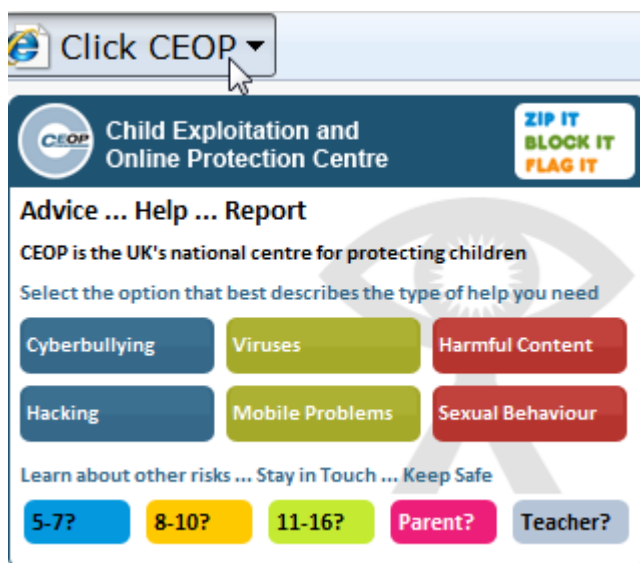 Click CEOP
CEOP
Child Exploitation and
Online Protection Centre
ZIP IT
BLOCK IT
FLAG IT
Advice ... Help ... Report
CEOP is the UK's national centre for protecting children
Select the option that best describes the type of help you need
Cyberbullying Viruses Harmful Content
Hacking Mobile Problems Sexual Behaviour
Learn about other risks ... Stay in Touch ... Keep Safe
5-7? 8-10? 11-16? Parent? Teacher?